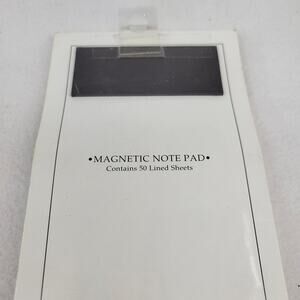 •MAGNETIC NOTE PAD•
Contains 50 Lined Sheets